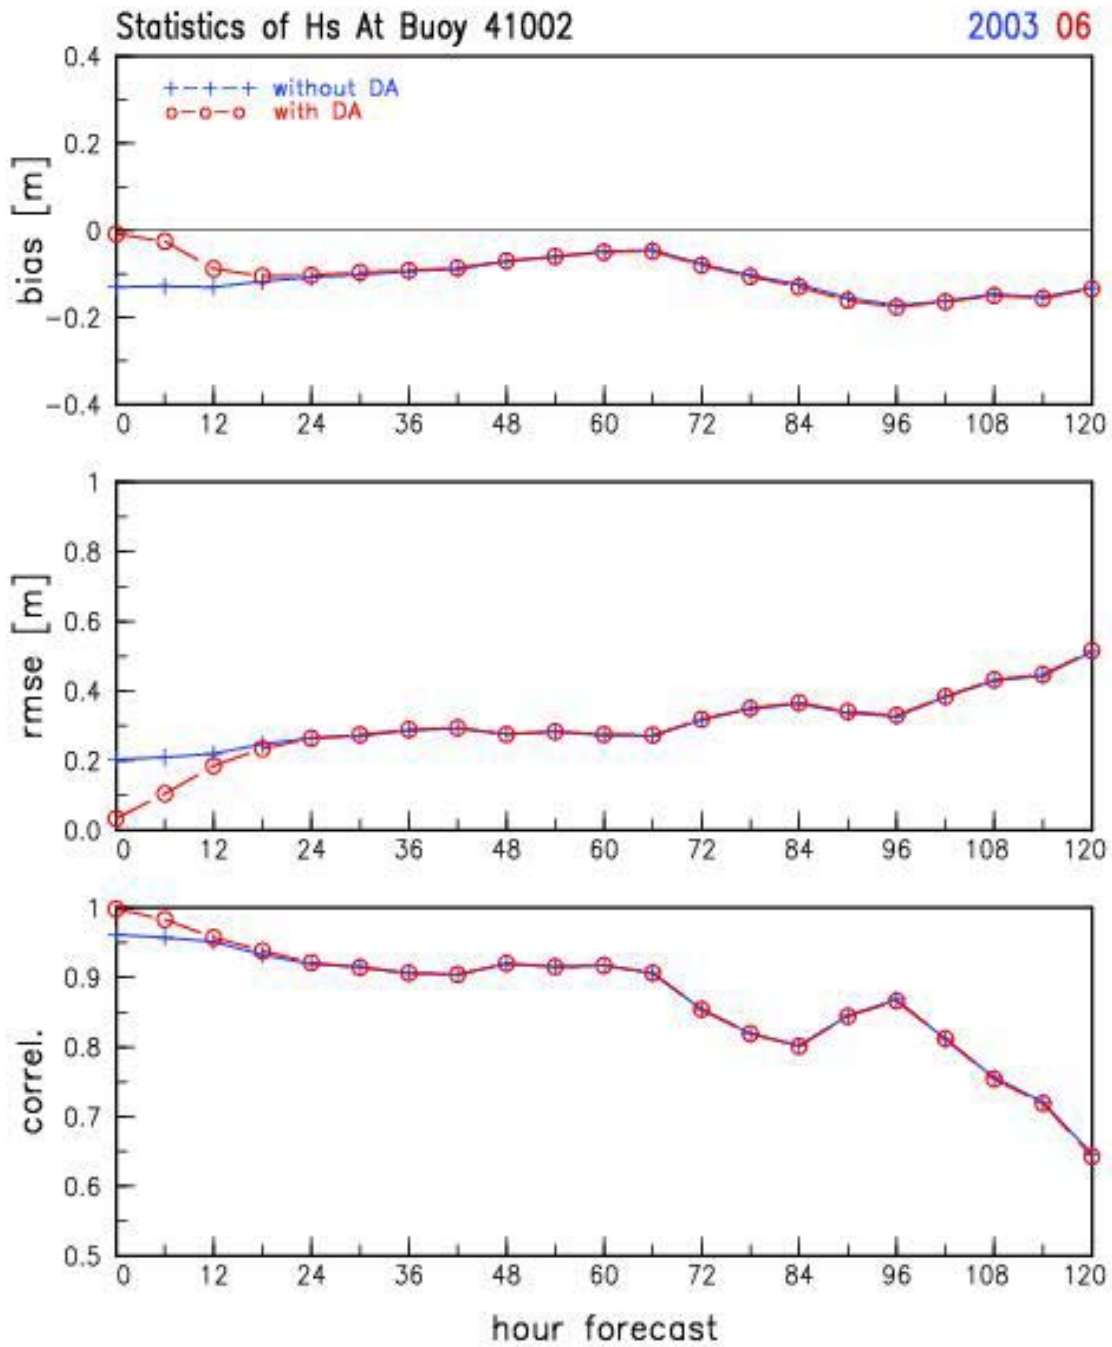 Statistics of Hs At Buoy 41002 2003 06
without DA
with DA
bias [m]
0.4
0.2
0
-0.2
-0.4
0 12 24 36 48 60 72 84 96 108 120
rmse [m]
1
0.8
0.6
0.4
0.2
0.0
0 12 24 36 48 60 72 84 96 108 120
correl.
1
0.9
0.8
0.7
0.6
0.5
0 12 24 36 48 60 72 84 96 108 120
hour forecast